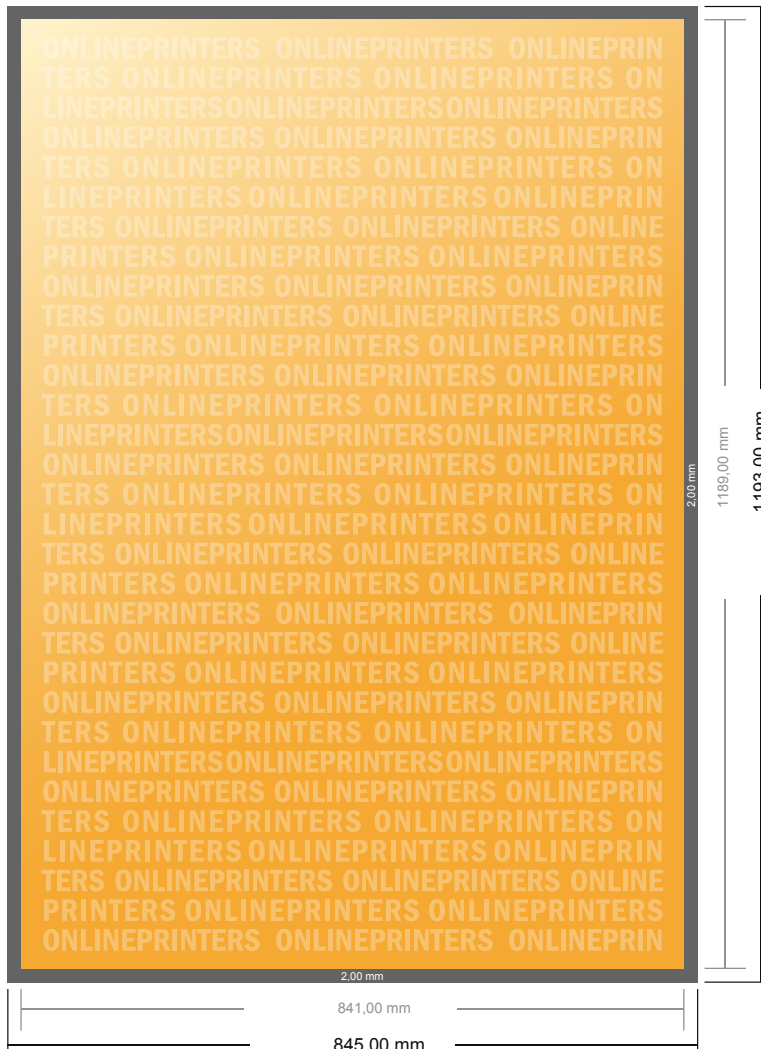 ONLINEPRINTERS ONLINEPRINTERS ONLINEPRIN
TERS ONLINEPRINTERS ONLINEPRINTERS ON
LINEPRINTERSONLINEPRINTERSONLINEPRINTERS
ONLINEPRINTERS ONLINEPRINTERS ONLINEPRIN
TERS ONLINEPRINTERS ONLINEPRINTERS ON
LINEPRINTERS ONLINEPRINTERS ONLINEPRIN
TERS ONLINEPRINTERS ONLINEPRINTERS ONLINE
PRINTERS ONLINEPRINTERS ONLINEPRINTERS
ONLINEPRINTERS ONLINEPRINTERS ONLINEPRIN
TERS ONLINEPRINTERS ONLINEPRINTERS ONLINE
PRINTERS ONLINEPRINTERS ONLINEPRINTERS
ONLINEPRINTERS ONLINEPRINTERS ONLINEPRIN
TERS ONLINEPRINTERS ONLINEPRINTERS ON
LINEPRINTERSONLINEPRINTERSONLINEPRINTERS
ONLINEPRINTERS ONLINEPRINTERS ONLINEPRIN
TERS ONLINEPRINTERS ONLINEPRINTERS ON
LINEPRINTERS ONLINEPRINTERS ONLINEPRIN
TERS ONLINEPRINTERS ONLINEPRINTERS ONLINE
PRINTERS ONLINEPRINTERS ONLINEPRINTERS
ONLINEPRINTERS ONLINEPRINTERS ONLINEPRIN
TERS ONLINEPRINTERS ONLINEPRINTERS ONLINE
PRINTERS ONLINEPRINTERS ONLINEPRINTERS
ONLINEPRINTERS ONLINEPRINTERS ONLINEPRIN
TERS ONLINEPRINTERS ONLINEPRINTERS ON
LINEPRINTERSONLINEPRINTERSONLINEPRINTERS
ONLINEPRINTERS ONLINEPRINTERS ONLINEPRIN
TERS ONLINEPRINTERS ONLINEPRINTERS ON
LINEPRINTERS ONLINEPRINTERS ONLINEPRIN
TERS ONLINEPRINTERS ONLINEPRINTERS ONLINE
PRINTERS ONLINEPRINTERS ONLINEPRINTERS
ONLINEPRINTERS ONLINEPRINTERS ONLINEPRIN
2,00 mm
1189,00 mm
1193,00 mm
2,00 mm
841,00 mm
845,00 mm